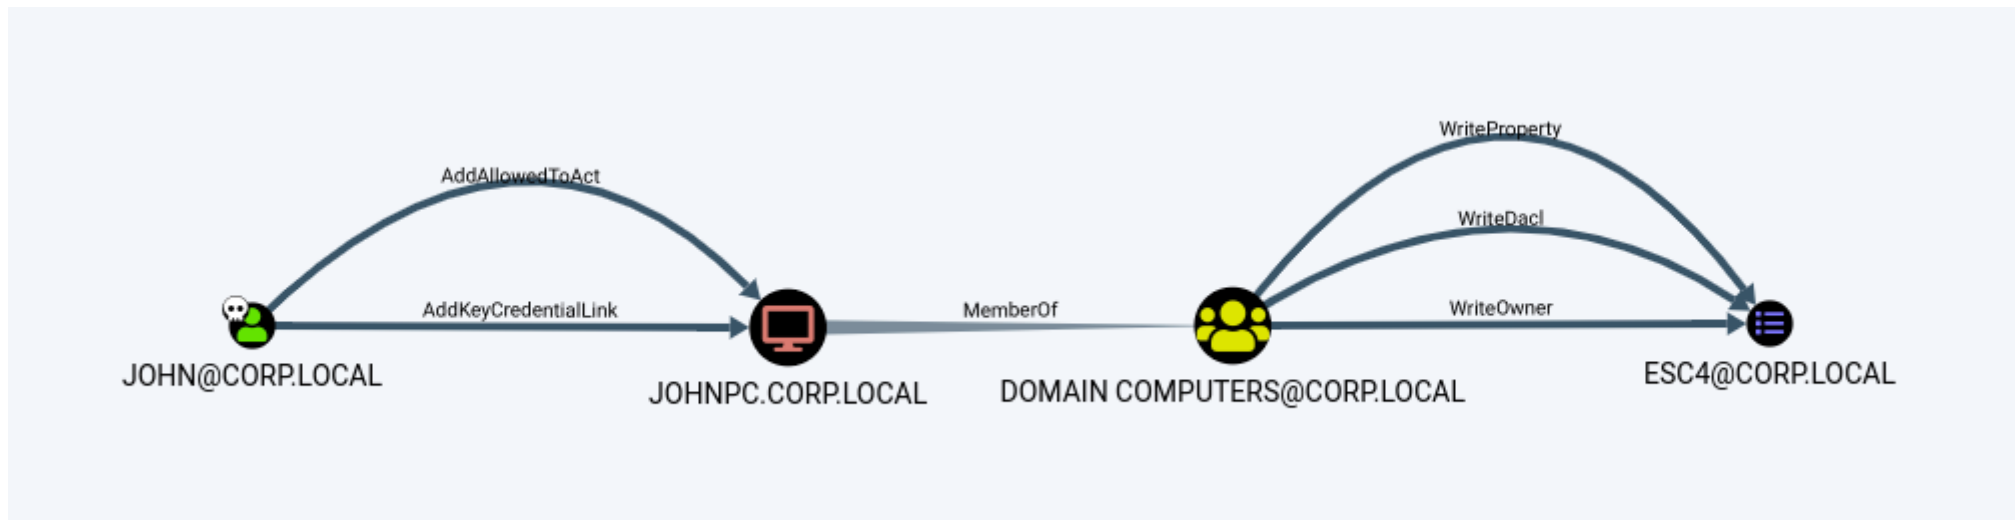 WriteProperty
AddAllowedToAct
WriteDacl
AddKeyCredentialLink
MemberOf
WriteOwner
JOHN@CORP.LOCAL
JOHNPC.CORP.LOCAL
DOMAIN COMPUTERS@CORP.LOCAL
ESC4@CORP.LOCAL